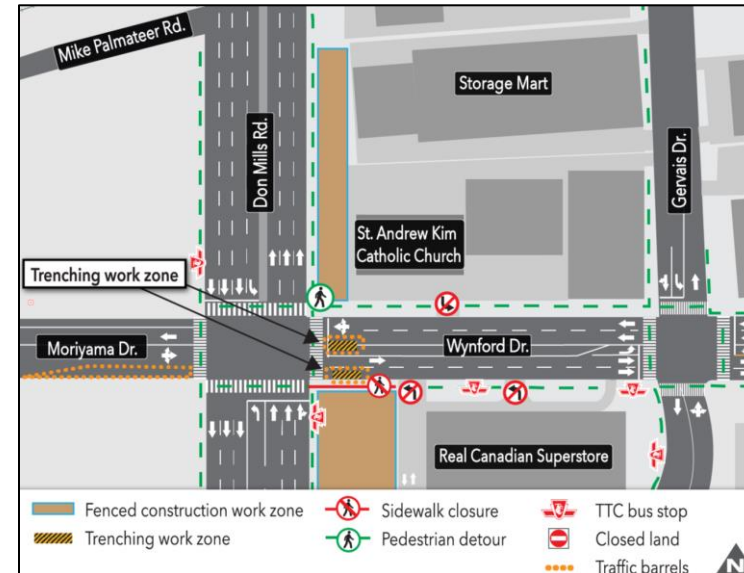 Mike Palmateer Rd.
Don Mills Rd.
Storage Mart
Gervais Dr.
St. Andrew Kim
Catholic Church
Trenching work zone
Moriyama Dr.
Wynford Dr.
Real Canadian Superstore
Fenced construction work zone
Sidewalk closure
TTC bus stop
Trenching work zone
Pedestrian detour
Closed land
Traffic barrels
N